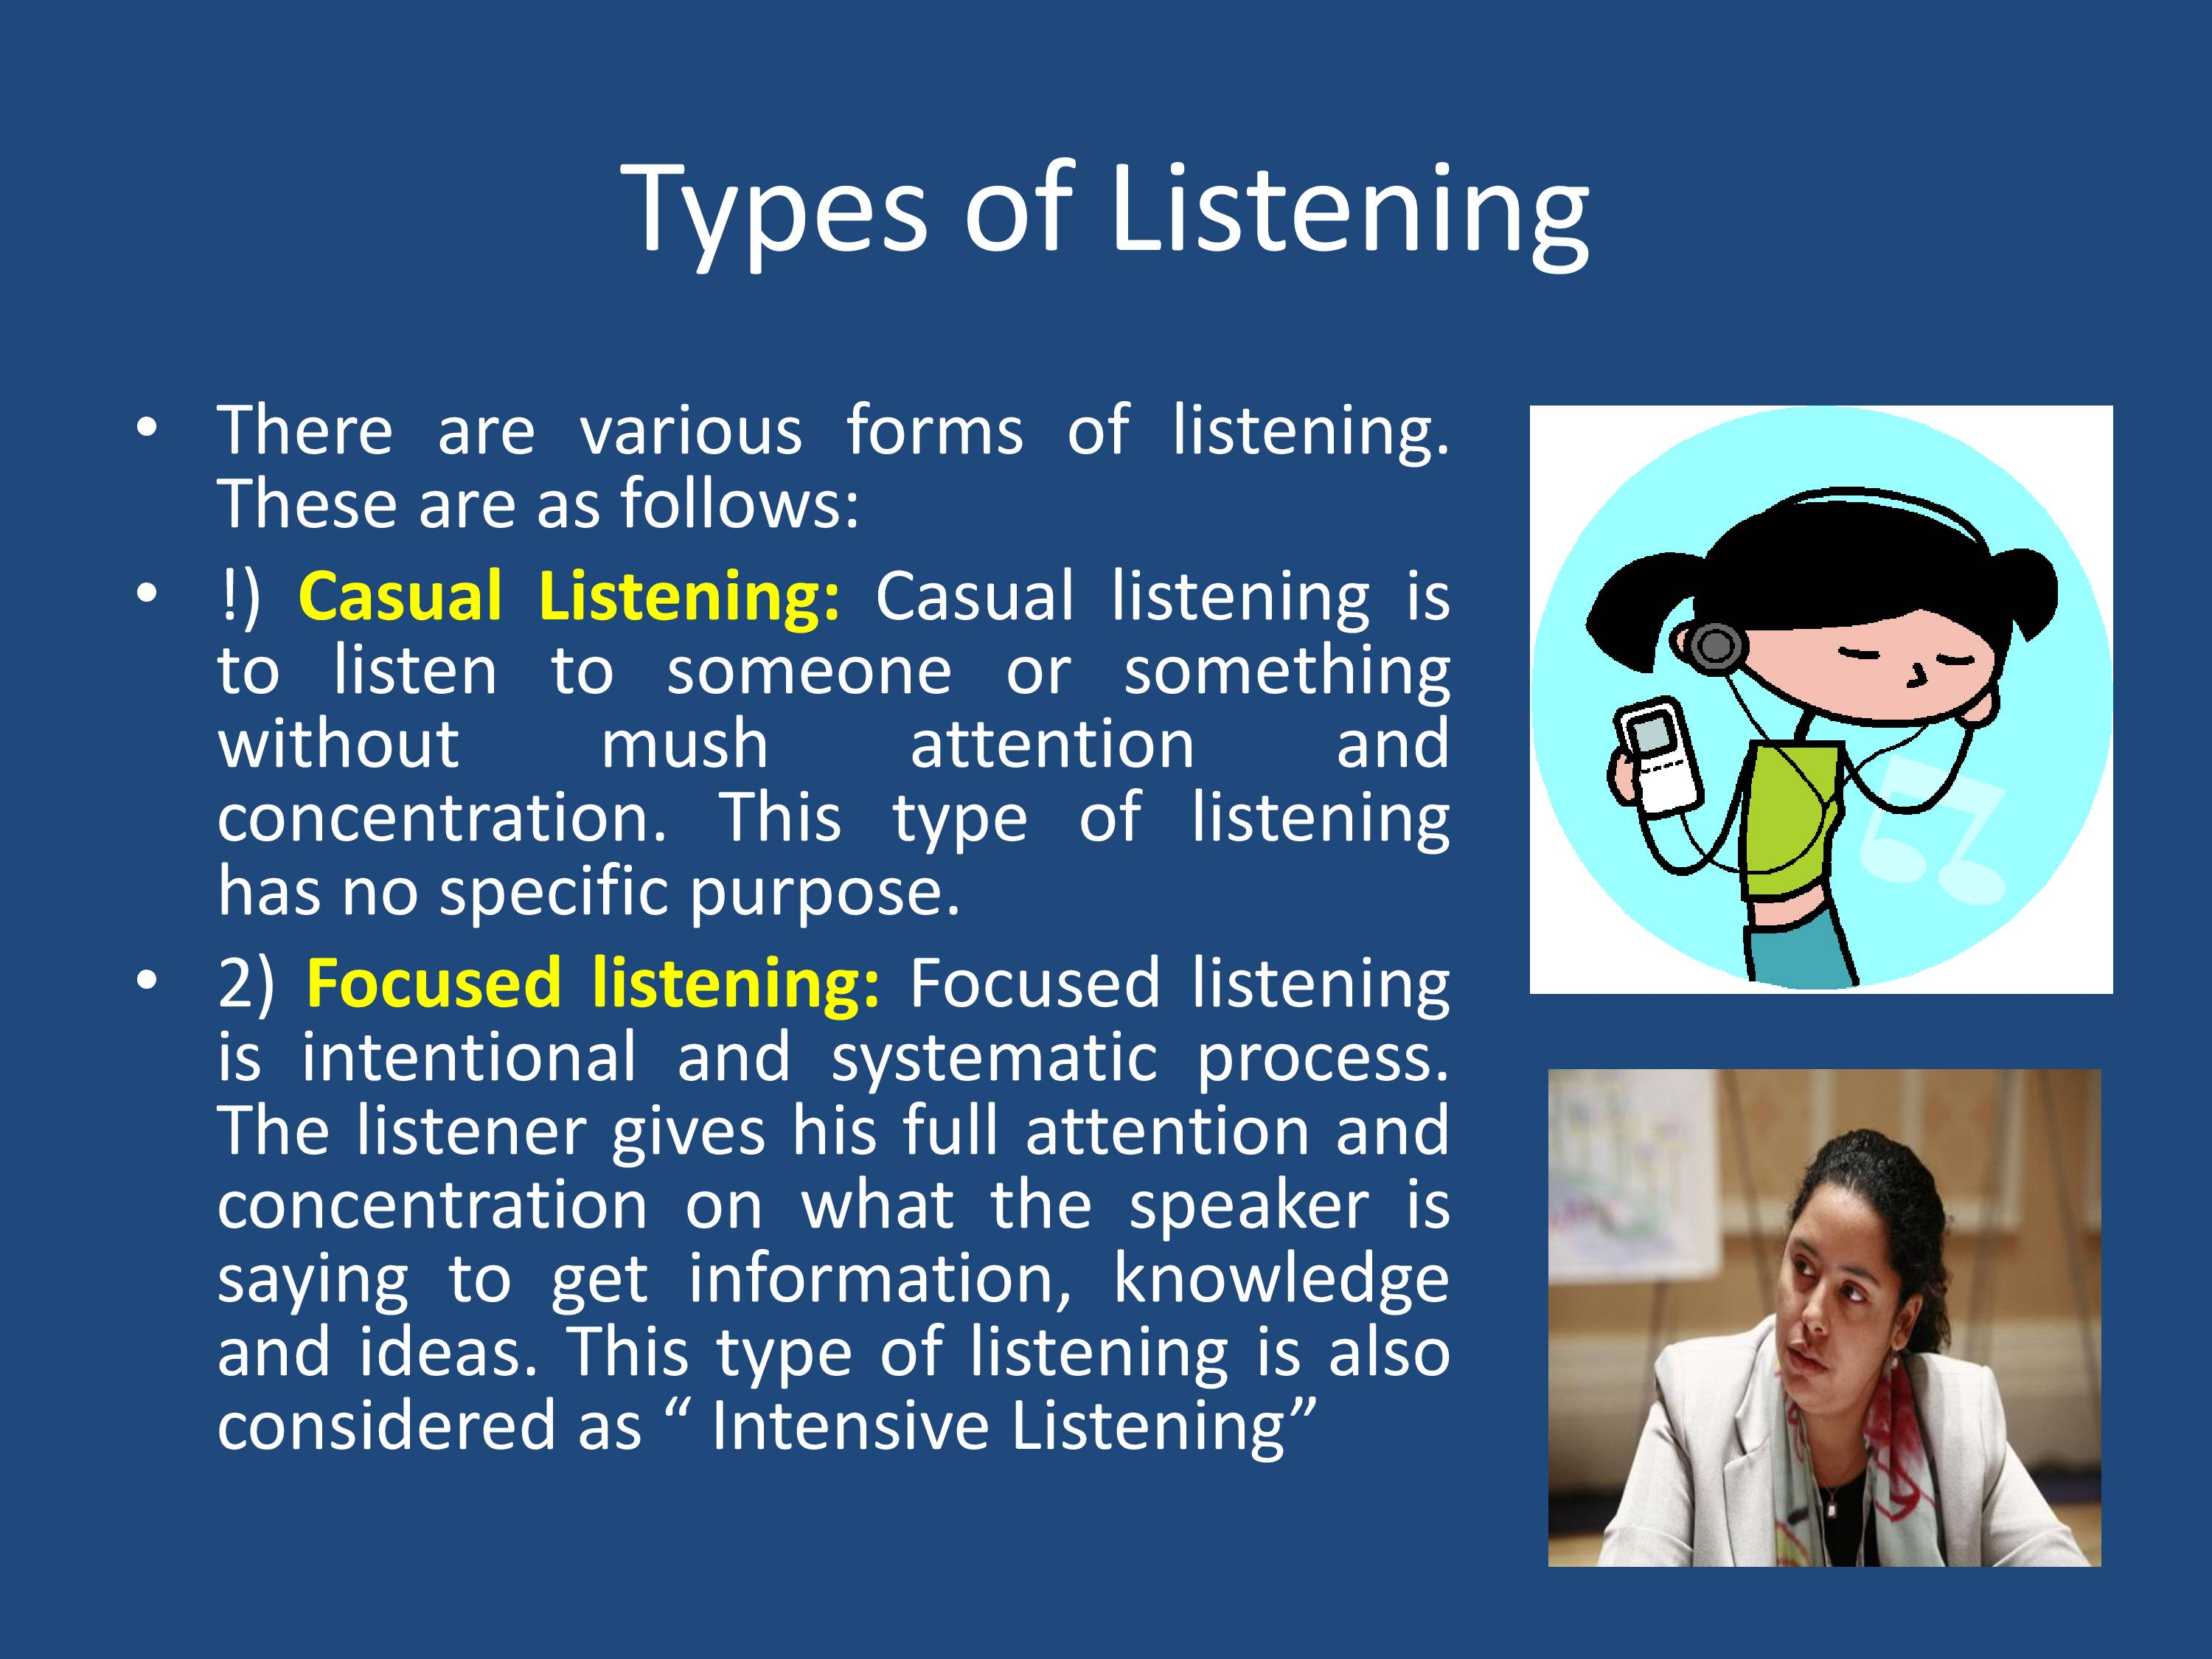 Types of Listening
• There are various forms of listening.
These are as follows:
• !) Casual Listening: Casual listening is
to listen to someone or something
without mush attention and
concentration. This type of listening
has no specific purpose.
• 2) Focused listening: Focused listening
is intentional and systematic process.
The listener gives his full attention and
concentration on what the speaker is
saying to get information, knowledge
and ideas. This type of listening is also
considered as “ Intensive Listening”